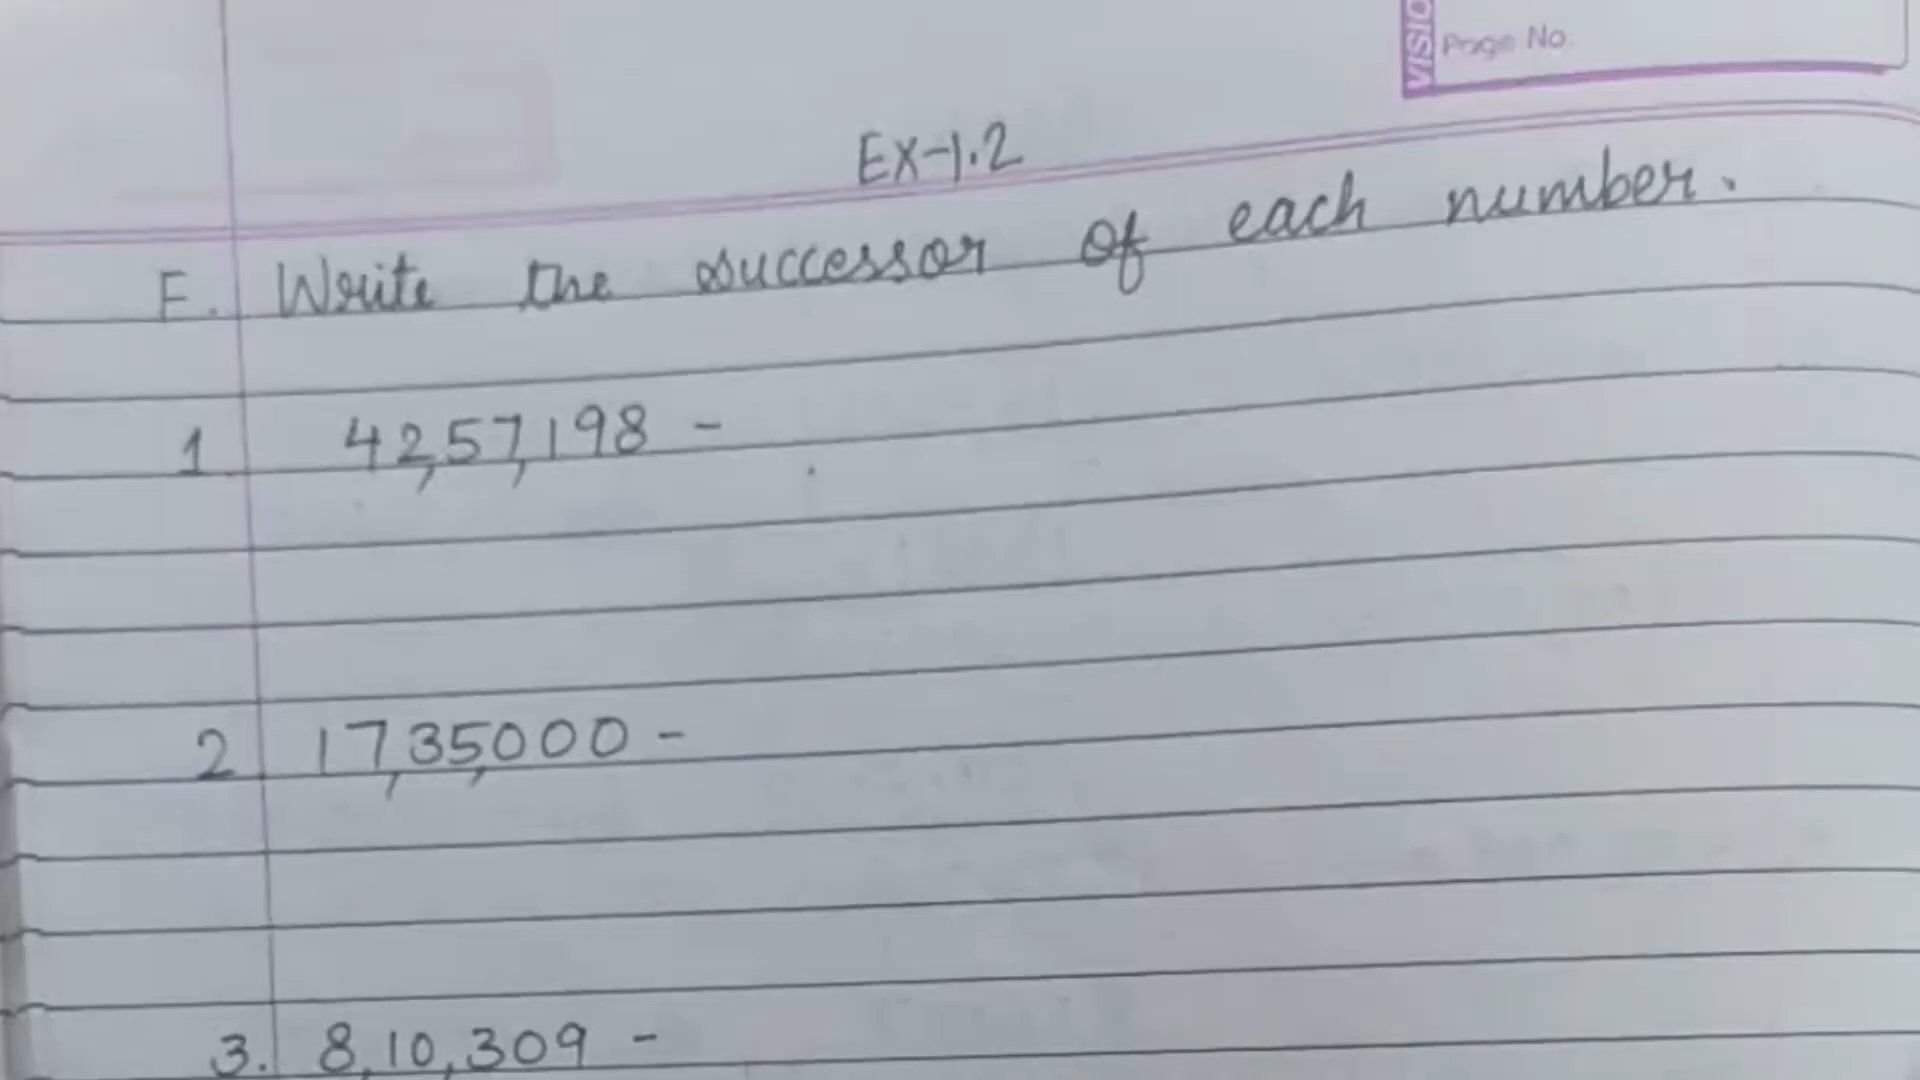 VISIO
Page No
EX-1.2
F. Write the successor of each number.
1 42,57,198 -
2 17,35,000 -
3. 8,10,309 -